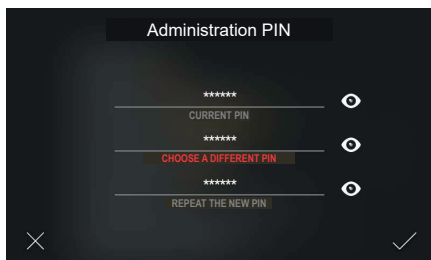 Administration PIN
******
CURRENT PIN
******
CHOOSE A DIFFERENT PIN
******
REPEAT THE NEW PIN